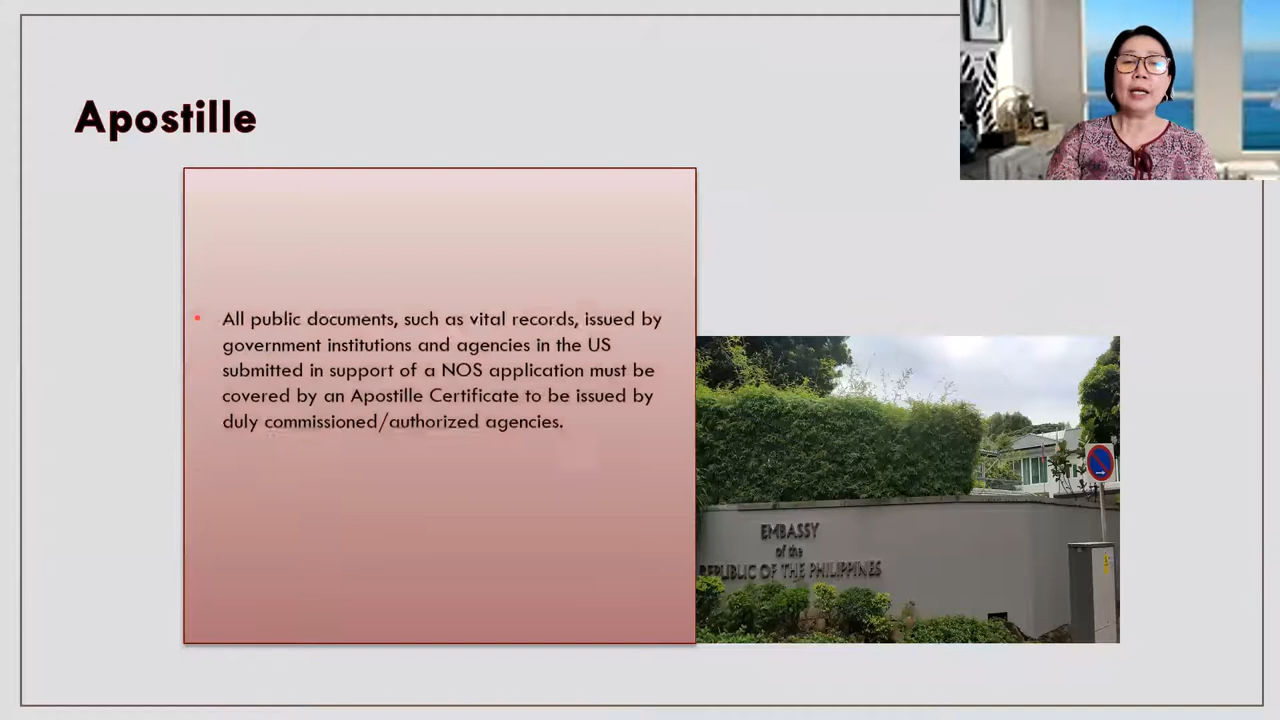 Apostille
• All public documents, such as vital records, issued by
government institutions and agencies in the US
submitted in support of a NOS application must be
covered by an Apostille Certificate to be issued by
duly commissioned/authorized agencies.
EMBASSY
of the
REPUBLIC OF THE PHILIPPINES